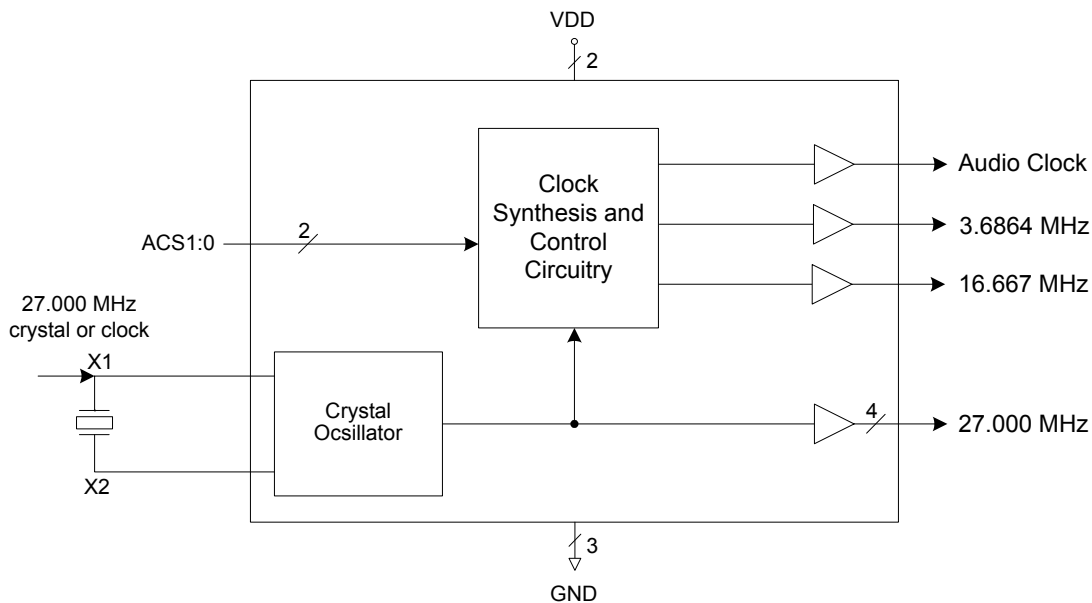 VDD
2
Clock
Synthesis and
Control
Circuitry
Audio Clock
3.6864 MHz
16.667 MHz
ACS1:0
2
27.000 MHz
crystal or clock
X1
X2
Crystal
Ocsillator
4
27.000 MHz
3
GND